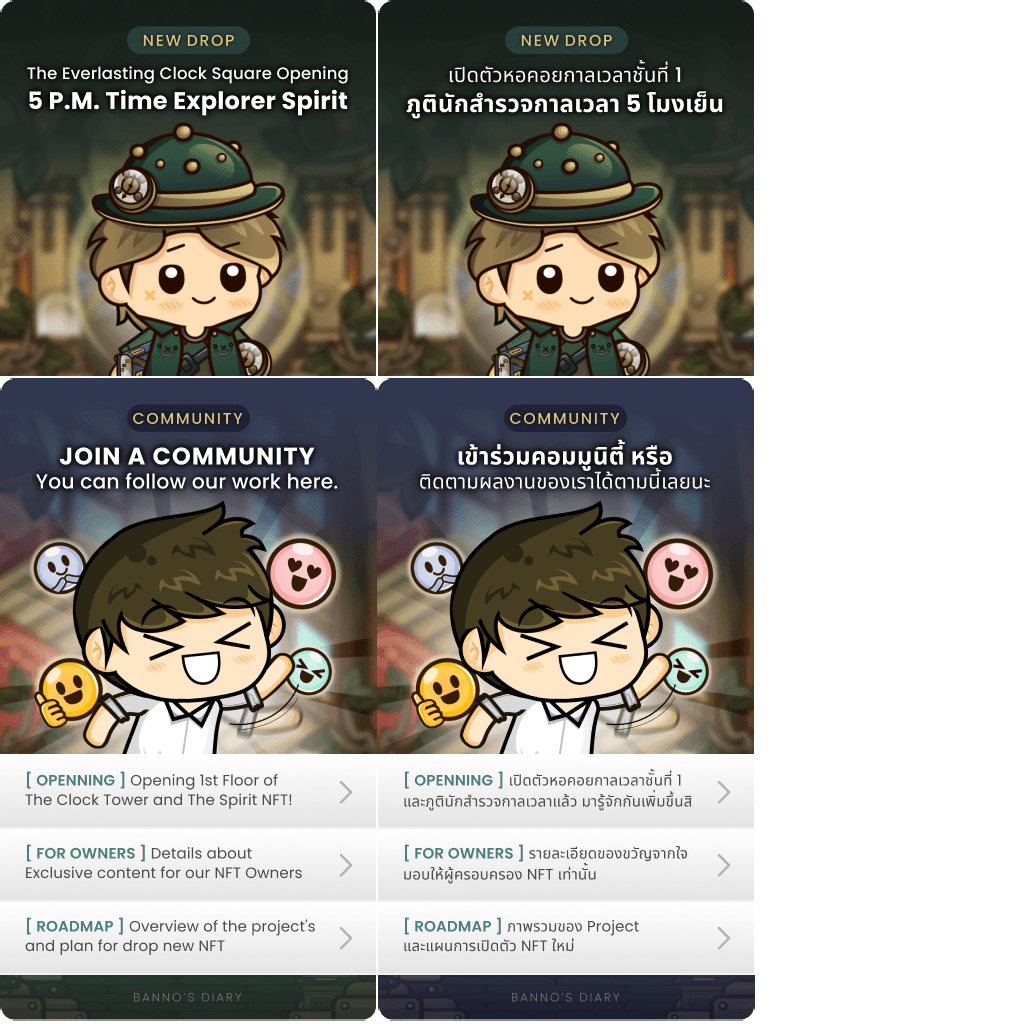 NEW DROP
The Everlasting Clock Square Opening
5 P.M. Time Explorer Spirit
NEW DROP
เปิดตัวหอคอยกาลเวลาชั้นที่ 1
ภูตินักสำรวจกาลเวลา 5 โมงเย็น
COMMUNITY
JOIN A COMMUNITY
You can follow our work here.
COMMUNITY
เข้าร่วมคอมมูนิตี้ หรือ
ติดตามผลงานของเราได้ตามนี้เลยนะ
[ OPENNING ] Opening 1st Floor of
The Clock Tower and The Spirit NFT!
[ FOR OWNERS ] Details about
Exclusive content for our NFT Owners
[ ROADMAP ] Overview of the project's
and plan for drop new NFT
BANNO'S DIARY
[ OPENNING ] เปิดตัวหอคอยกาลเวลาชั้นที่ 1
และภูตินักสำรวจกาลเวลาแล้ว มารู้จักกันเพิ่มขึ้นสิ
[ FOR OWNERS ] รายละเอียดของขวัญจากใจ
มอบให้ผู้ครอบครอง NFT เท่านั้น
[ ROADMAP ] ภาพรวมของ Project
และแผนการเปิดตัว NFT ใหม่
BANNO'S DIARY